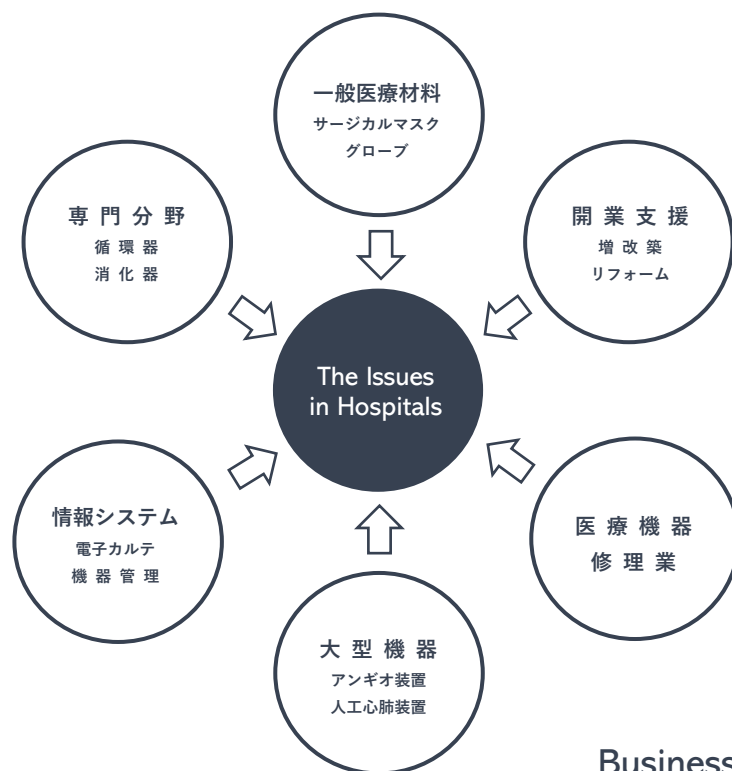 一般医療材料
サージカルマスク
グローブ
専門分野
循環器
消化器
開業支援
増改築
リフォーム
The Issues
in Hospitals
情報システム
電子カルテ
機器管理
医療機器
修理業
大型機器
アンギオ装置
人工心肺装置
Business